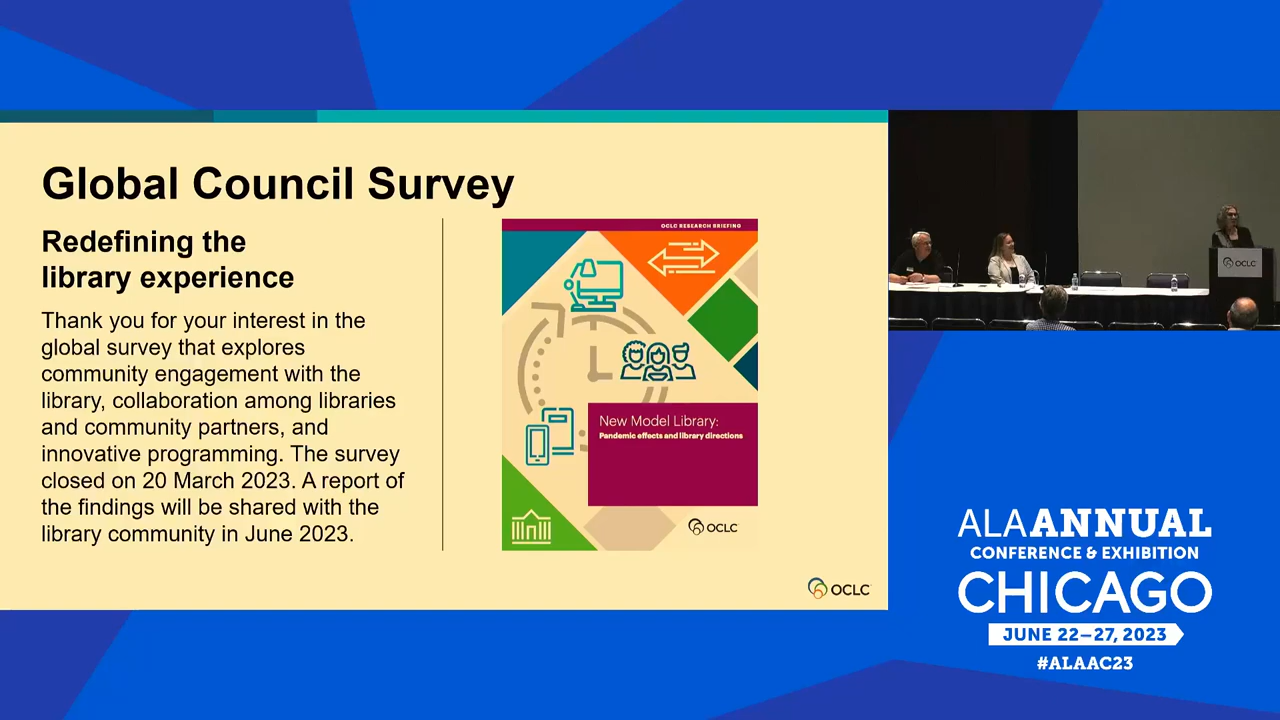 Global Council Survey
Redefining the
library experience
Thank you for your interest in the
global survey that explores
community engagement with the
library, collaboration among libraries
and community partners, and
innovative programming. The survey
closed on 20 March 2023. A report of
the findings will be shared with the
library community in June 2023.
OCLC RESEARCH BRIEFING
New Model Library:
Pandemic effects and library directions
OCLC
OCLC
OCLC
ALA ANNUAL
CONFERENCE & EXHIBITION
CHICAGO
JUNE 22–27, 2023
#ALAAC23